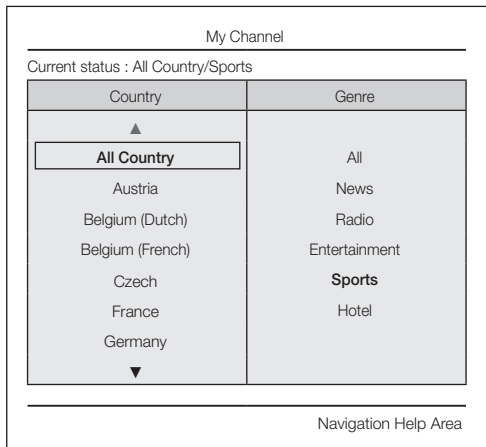 My Channel
Current status : All Country/Sports
Country Genre
▲
All Country All
Austria News
Belgium (Dutch) Radio
Belgium (French) Entertainment
Czech Sports
France Hotel
Germany
▼
Navigation Help Area